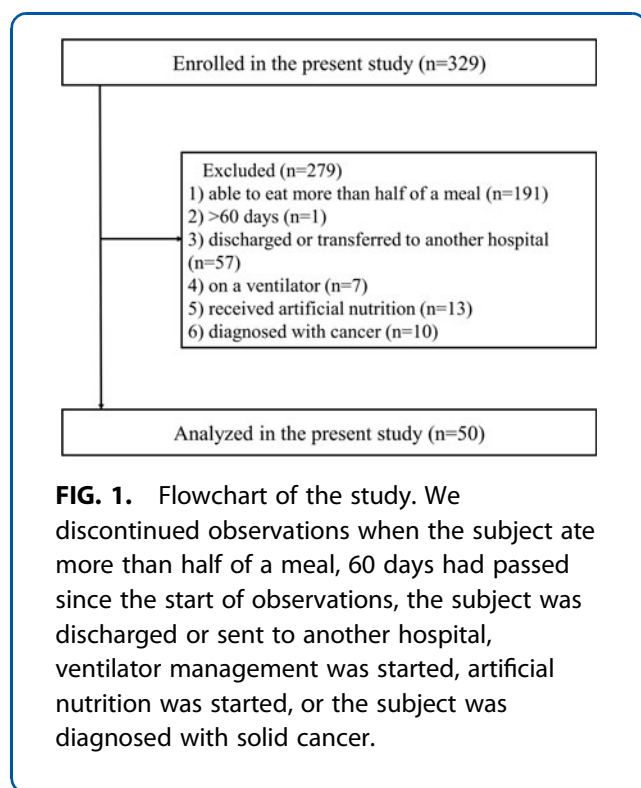 Enrolled in the present study (n=329)
Excluded (n=279)
1) able to eat more than half of a meal (n=191)
2) >60 days (n=1)
3) discharged or transferred to another hospital
(n=57)
4) on a ventilator (n=7)
5) received artificial nutrition (n=13)
6) diagnosed with cancer (n=10)
Analyzed in the present study (n=50)
FIG. 1. Flowchart of the study. We
discontinued observations when the subject ate
more than half of a meal, 60 days had passed
since the start of observations, the subject was
discharged or sent to another hospital,
ventilator management was started, artificial
nutrition was started, or the subject was
diagnosed with solid cancer.